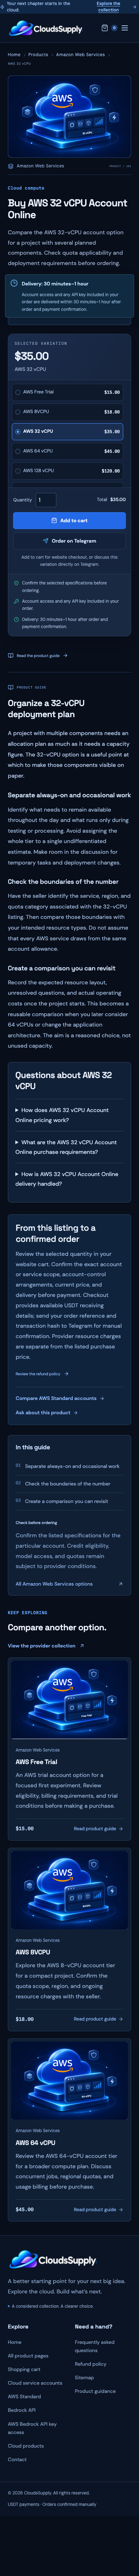 Your next chapter starts in the cloud.
Explore the collection
CloudsSupply
Home › Products › Amazon Web Services ›
AWS 32 vCPU
aws
Amazon Web Services
Cloud compute
Buy AWS 32 vCPU Account
Online
Compare the AWS 32-vCPU account option
for a project with several planned
components. Check quota applicability and
account requirements before ordering.
Delivery: 30 minutes–1 hour
Account access and any API key included in your
order are delivered within 30 minutes–1 hour after
order and payment confirmation.
SELECTED VARIATION
$35.00
AWS 32 vCPU
AWS Free Trial $15.00
AWS 8VCPU $18.00
AWS 32 vCPU $35.00
AWS 64 vCPU $45.00
AWS 128 vCPU $120.00
Quantity 1 Total $35.00
Add to cart
Order on Telegram
Add to cart for website checkout, or discuss this
variation directly on Telegram.
Confirm the selected specifications before
ordering.
Account access and any API key included in your
order.
Delivery: 30 minutes–1 hour after order and
payment confirmation.
Read the product guide →
PRODUCT GUIDE
Organize a 32-vCPU
deployment plan
A project with multiple components needs an
allocation plan as much as it needs a capacity
figure. The 32-vCPU option is a useful point at
which to make those components visible on
paper.
Separate always-on and occasional work
Identify what needs to remain available
throughout the day and what runs only during
testing or processing. Avoid assigning the
whole tier to a single undifferentiated
estimate. Make room in the plan for
maintenance tasks and deployment changes.
Check the boundaries of the number
Have the seller identify the service, region, and
quota category associated with the 32-vCPU
listing. Then compare those boundaries with
your intended resource types. Do not assume
that every AWS service draws from the same
account allowance.
Create a comparison you can revisit
Record the expected resource layout,
unresolved questions, and actual operating
data once the project starts. This becomes a
reusable comparison when you later consider
64 vCPUs or change the application
architecture. The aim is a reasoned choice, not
unused capacity.
Questions about AWS 32
vCPU
▶ How does AWS 32 vCPU Account
Online pricing work?
▶ What are the AWS 32 vCPU Account
Online purchase requirements?
▶ How is AWS 32 vCPU Account Online
delivery handled?
From this listing to a
confirmed order
Review the selected quantity in your
website cart. Confirm the exact account
or service scope, account-control
arrangements, delivery price, and
delivery before payment. Checkout
provides available USDT receiving
details; send your order reference and
transaction hash to Telegram for manual
confirmation. Provider resource charges
are separate from the setup purchase
price.
Review the refund policy →
Compare AWS Standard accounts →
Ask about this product →
In this guide
01 Separate always-on and occasional work
02 Check the boundaries of the number
03 Create a comparison you can revisit
Check before ordering
Confirm the listed specifications for the
particular account. Credit eligibility,
model access, and quotas remain
subject to provider conditions.
All Amazon Web Services options ↗
KEEP EXPLORING
Compare another option.
View the provider collection ↗
aws
Free Trial
Amazon Web Services
AWS Free Trial
An AWS trial account option for a
focused first experiment. Review
eligibility, billing requirements, and trial
conditions before making a purchase.
$15.00 Read product guide →
aws
Amazon Web Services
AWS 8VCPU
Explore the AWS 8-vCPU account tier
for a compact project. Confirm the
quota scope, region, and ongoing
resource charges with the seller.
$18.00 Read product guide →
aws
Amazon Web Services
AWS 64 vCPU
Review the AWS 64-vCPU account tier
for a broader compute plan. Discuss
concurrent jobs, regional quotas, and
usage billing before purchase.
$45.00 Read product guide →
CloudsSupply
A better starting point for your next big idea.
Explore the cloud. Build what's next.
A considered collection. A clearer choice.
Explore
Home
All product pages
Shopping cart
Cloud service accounts
AWS Standard
Bedrock API
AWS Bedrock API key
access
Cloud products
Contact
Need a hand?
Frequently asked
questions
Refund policy
Sitemap
Product guidance
© 2026 CloudsSupply. All rights reserved.
USDT payments · Orders confirmed manually